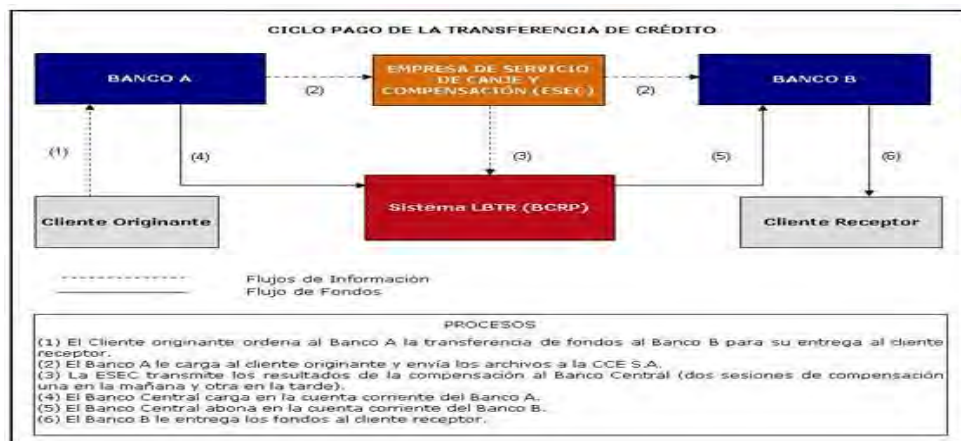 CICLO PAGO DE LA TRANSFERENCIA DE CRÉDITO
BANCO A
EMPRESA DE SERVICIO
DE CANJE Y
COMPENSACIÓN (ESEC)
BANCO B
(2)
(2)
(1)
(4)
(3)
(5)
(6)
Cliente Originante
Sistema LBTR (BCRP)
Cliente Receptor
Flujos de Información
Flujo de Fondos
PROCESOS
(1) El Cliente originante ordena al Banco A la transferencia de fondos al Banco B para su entrega al cliente
receptor.
(2) El Banco A le carga al cliente originante y envía los archivos a la CCE S.A.
(3) La ESEC transmite los resultados de la compensación al Banco Central (dos sesiones de compensación
una en la mañana y otra en la tarde).
(4) El Banco Central carga en la cuenta corriente del Banco A.
(5) El Banco Central abona en la cuenta corriente del Banco B.
(6) El Banco B le entrega los fondos al cliente receptor.